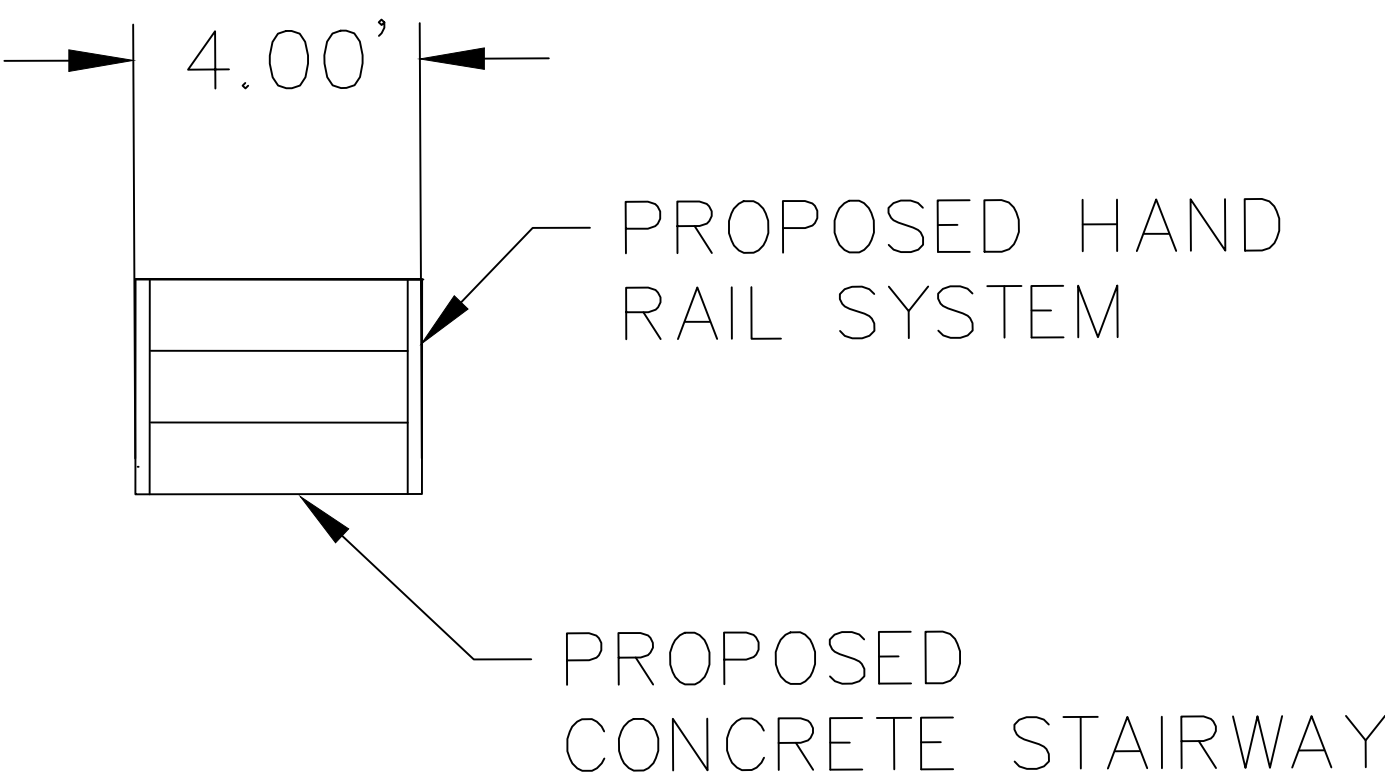 4.00'
PROPOSED HAND
RAIL SYSTEM
PROPOSED
CONCRETE STAIRWAY